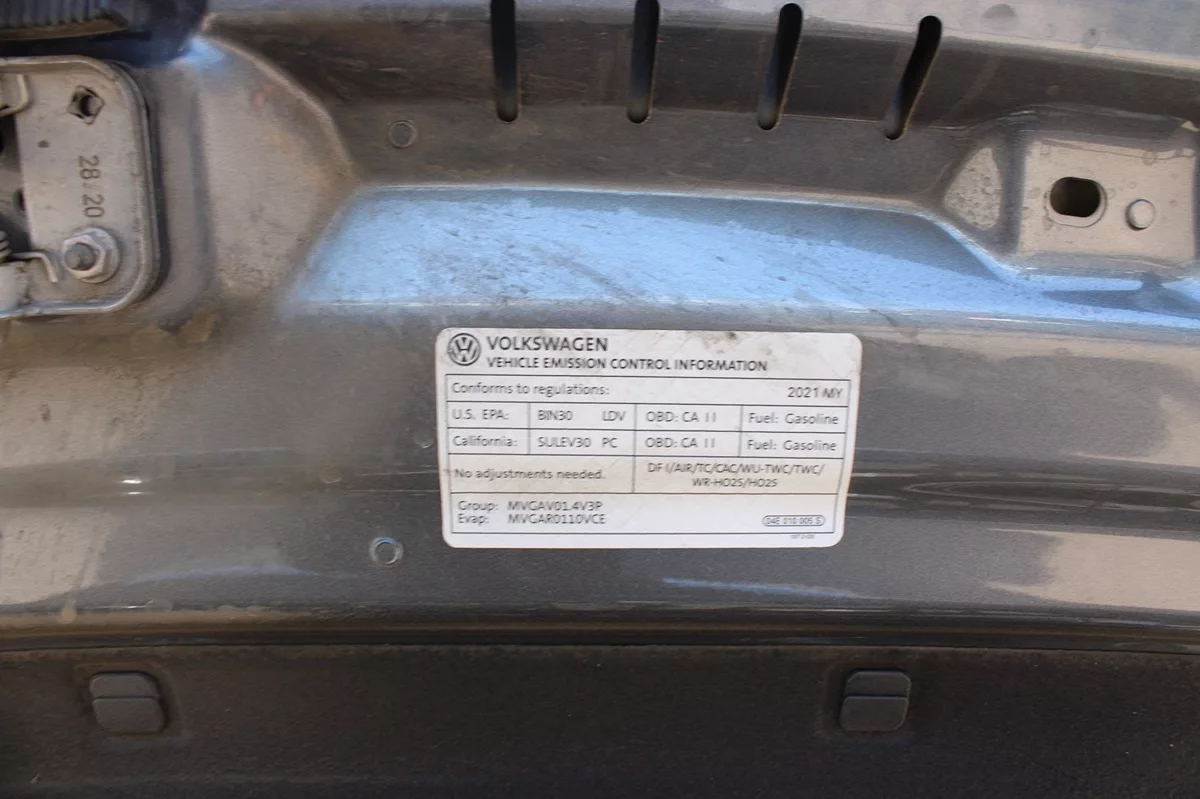 28 20
VOLKSWAGEN
VEHICLE EMISSION CONTROL INFORMATION
Conforms to regulations: 2021 MY
U.S. EPA: BIN30 LDV OBD: CA II Fuel: Gasoline
California: SULEV30 PC OBD: CA II Fuel: Gasoline
No adjustments needed. DFI/AIR/TC/CAC/WU-TWC/TWC/
WR-HO2S/HO2S
Group: MVGAV01.4V3P
Evap: MVGAR0110VCE
04E 010 005 S